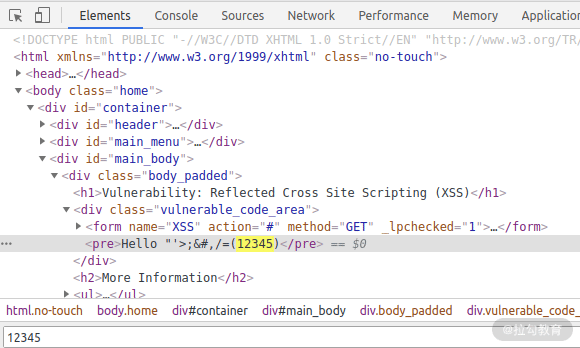 Elements Console Sources Network Performance Memory Application
<!DOCTYPE html PUBLIC "-//W3C//DTD XHTML 1.0 Strict//EN" "http://www.w3.org/TR/
<html xmlns="http://www.w3.org/1999/xhtml" class="no-touch">
<head>…</head>
<body class="home">
<div id="container">
<div id="header">…</div>
<div id="main_menu">…</div>
<div id="main_body">
<div class="body_padded">
<h1>Vulnerability: Reflected Cross Site Scripting (XSS)</h1>
<div class="vulnerable_code_area">
<form name="XSS" action="#" method="GET" _lpchecked="1">…</form>
<pre>Hello "'>;&#,/=(12345)</pre> == $0
</div>
<h2>More Information</h2>
<ul>…</ul>
html.no-touch body.home div#container div#main_body div.body_padded div.vulnerable_code_
12345
@拉勾教育